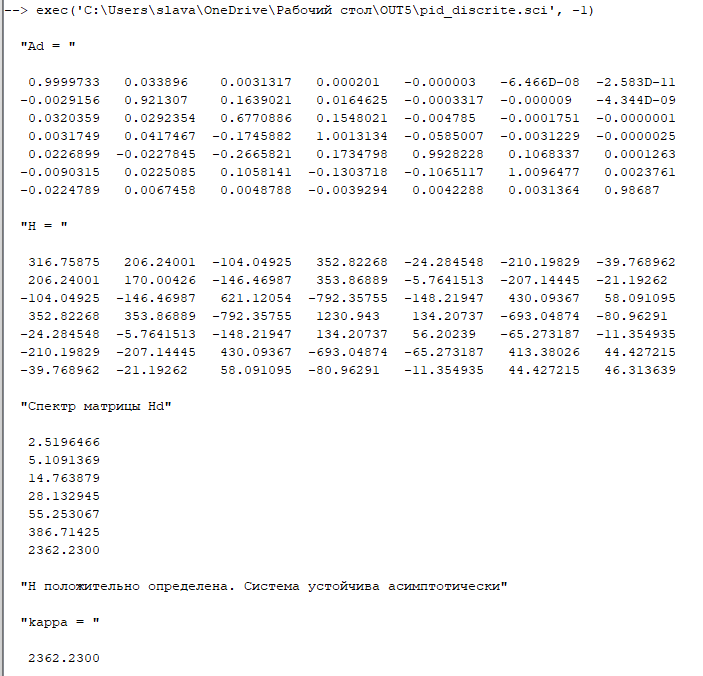 --> exec('C:\Users\slava\OneDrive\Рабочий стол\OUT5\pid_discrite.sci', -1)
"Ad = "
0.9999733 0.033896 0.0031317 0.000201 -0.000003 -6.466D-08 -2.583D-11
-0.0029156 0.921307 0.1639021 0.0164625 -0.0003317 -0.000009 -4.344D-09
0.0320359 0.0292354 0.6770886 0.1548021 -0.004785 -0.0001751 -0.0000001
0.0031749 0.0417467 -0.1745882 1.0013134 -0.0585007 -0.0031229 -0.0000025
0.0226899 -0.0227845 -0.2665821 0.1734798 0.9928228 0.1068337 0.0001263
-0.0090315 0.0225085 0.1058141 -0.1303718 -0.1065117 1.0096477 0.0023761
-0.0224789 0.0067458 0.0048788 -0.0039294 0.0042288 0.0031364 0.98687
"H = "
316.75875 206.24001 -104.04925 352.82268 -24.284548 -210.19829 -39.768962
206.24001 170.00426 -146.46987 353.86889 -5.7641513 -207.14445 -21.19262
-104.04925 -146.46987 621.12054 -792.35755 -148.21947 430.09367 58.091095
352.82268 353.86889 -792.35755 1230.943 134.20737 -693.04874 -80.96291
-24.284548 -5.7641513 -148.21947 134.20737 56.20239 -65.273187 -11.354935
-210.19829 -207.14445 430.09367 -693.04874 -65.273187 413.38026 44.427215
-39.768962 -21.19262 58.091095 -80.96291 -11.354935 44.427215 46.313639
"Спектр матрицы Hd"
2.5196466
5.1091369
14.763879
28.132945
55.253067
386.71425
2362.2300
"H положительно определена. Система устойчива асимптотически"
"kappa = "
2362.2300